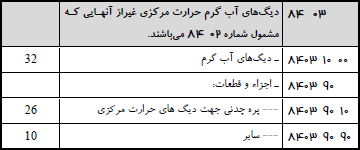 ۸۴ ۰۳ دیگ‌های آب گرم حرارت مرکزی غیراز آنهایی که
مشمول شماره ۰۲ ۸۴ می‌باشند.
۸۴۰۳ ۱۰ ۰۰ ـ دیگ‌های آب گرم 32
۸۴۰۳ ۹۰ ـ اجزاء و قطعات:
۸۴۰۳ ۹۰ ۱۰ --- پره چدنی جهت دیگ های حرارت مرکزی 26
۸۴۰۳ ۹۰ ۹۰ --- سایر 10